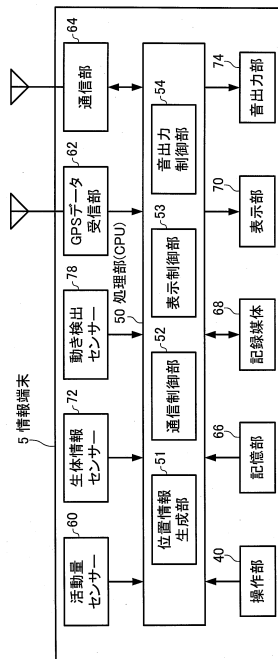 5 情報端末
60
活動量
センサー
72
生体情報
センサー
78
動き検出
センサー
62
GPSデータ
受信部
64
通信部
50 処理部(CPU)
51
位置情報
生成部
52
通信制御部
53
表示制御部
54
音出力
制御部
40
操作部
66
記憶部
68
記録媒体
70
表示部
74
音出力部